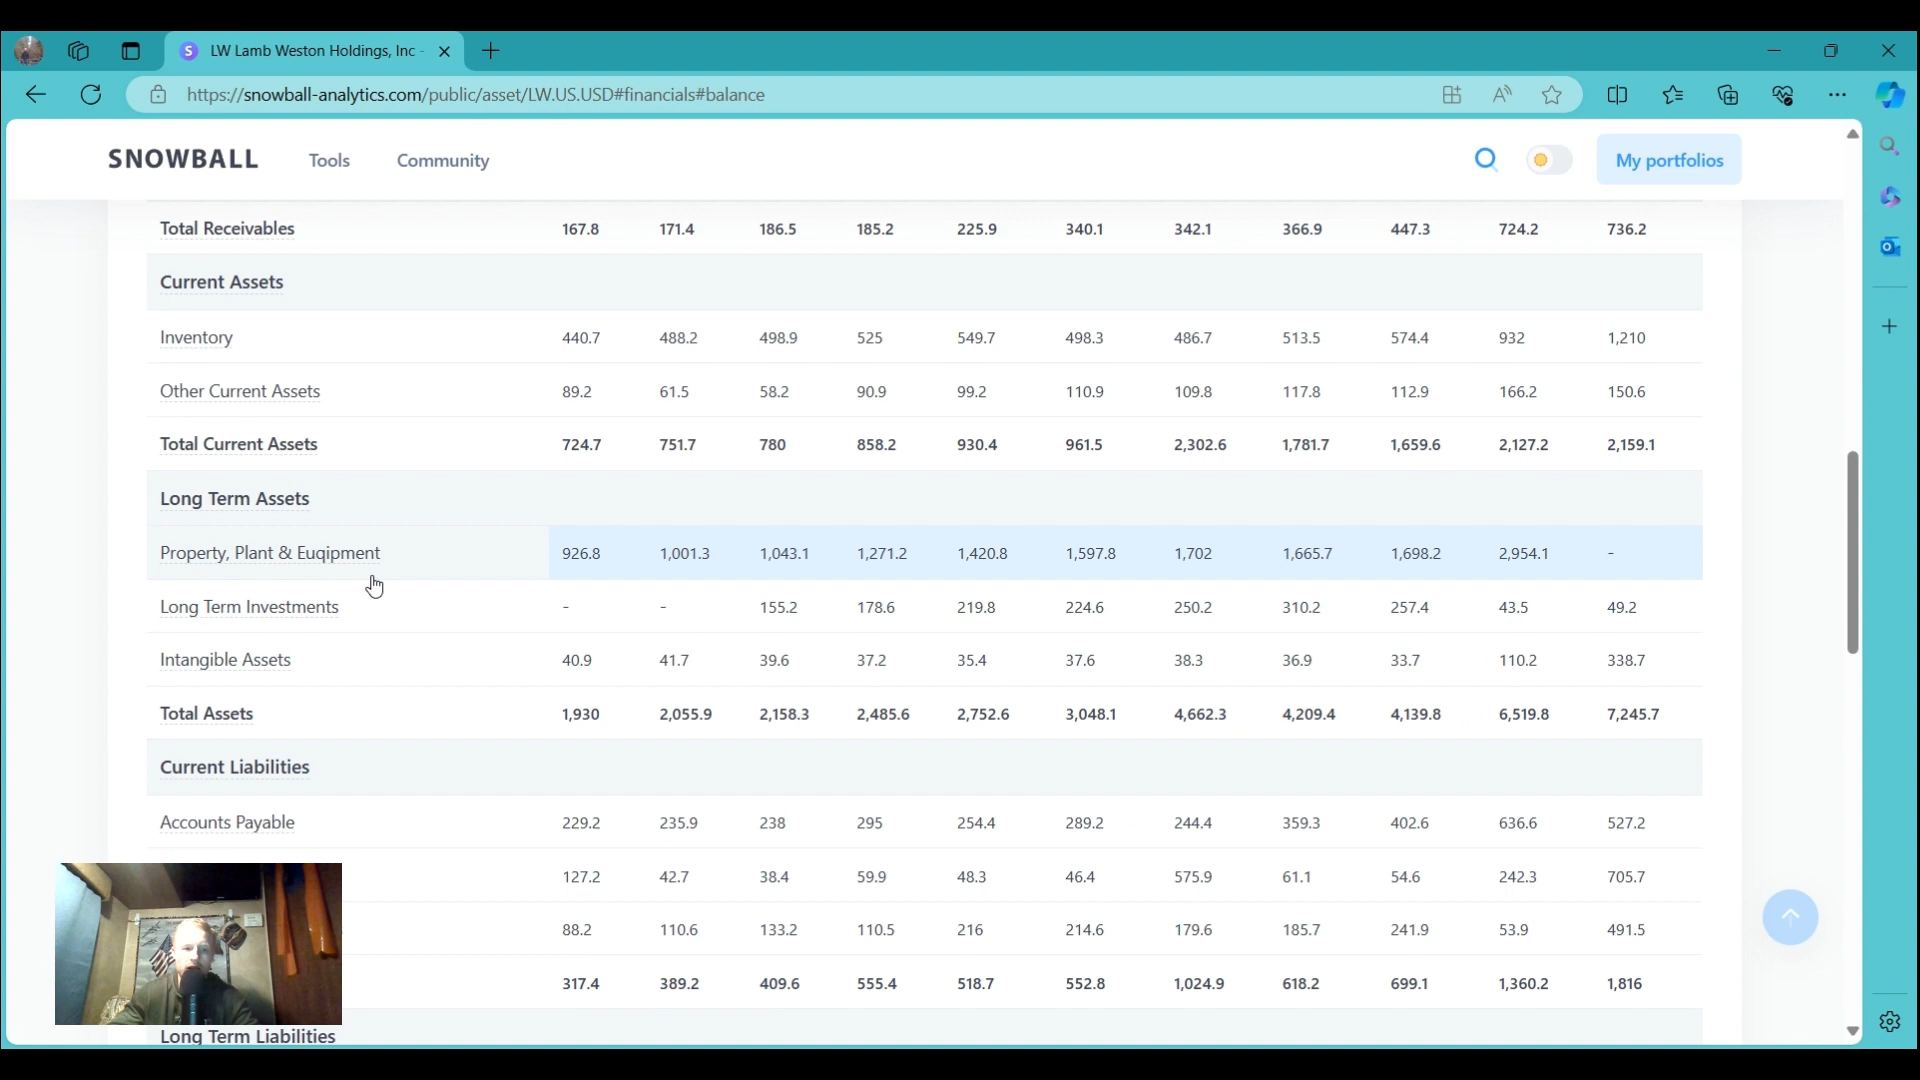 LW Lamb Weston Holdings, Inc -
https://snowball-analytics.com/public/asset/LW.US.USD#financials#balance
SNOWBALL Tools Community My portfolios
Total Receivables 167.8 171.4 186.5 185.2 225.9 340.1 342.1 366.9 447.3 724.2 736.2
Current Assets
Inventory 440.7 488.2 498.9 525 549.7 498.3 486.7 513.5 574.4 932 1,210
Other Current Assets 89.2 61.5 58.2 90.9 99.2 110.9 109.8 117.8 112.9 166.2 150.6
Total Current Assets 724.7 751.7 780 858.2 930.4 961.5 2,302.6 1,781.7 1,659.6 2,127.2 2,159.1
Long Term Assets
Property, Plant & Euqipment 926.8 1,001.3 1,043.1 1,271.2 1,420.8 1,597.8 1,702 1,665.7 1,698.2 2,954.1 -
Long Term Investments - - 155.2 178.6 219.8 224.6 250.2 310.2 257.4 43.5 49.2
Intangible Assets 40.9 41.7 39.6 37.2 35.4 37.6 38.3 36.9 33.7 110.2 338.7
Total Assets 1,930 2,055.9 2,158.3 2,485.6 2,752.6 3,048.1 4,662.3 4,209.4 4,139.8 6,519.8 7,245.7
Current Liabilities
Accounts Payable 229.2 235.9 238 295 254.4 289.2 244.4 359.3 402.6 636.6 527.2
127.2 42.7 38.4 59.9 48.3 46.4 575.9 61.1 54.6 242.3 705.7
88.2 110.6 133.2 110.5 216 214.6 179.6 185.7 241.9 53.9 491.5
317.4 389.2 409.6 555.4 518.7 552.8 1,024.9 618.2 699.1 1,360.2 1,816
Long Term Liabilities